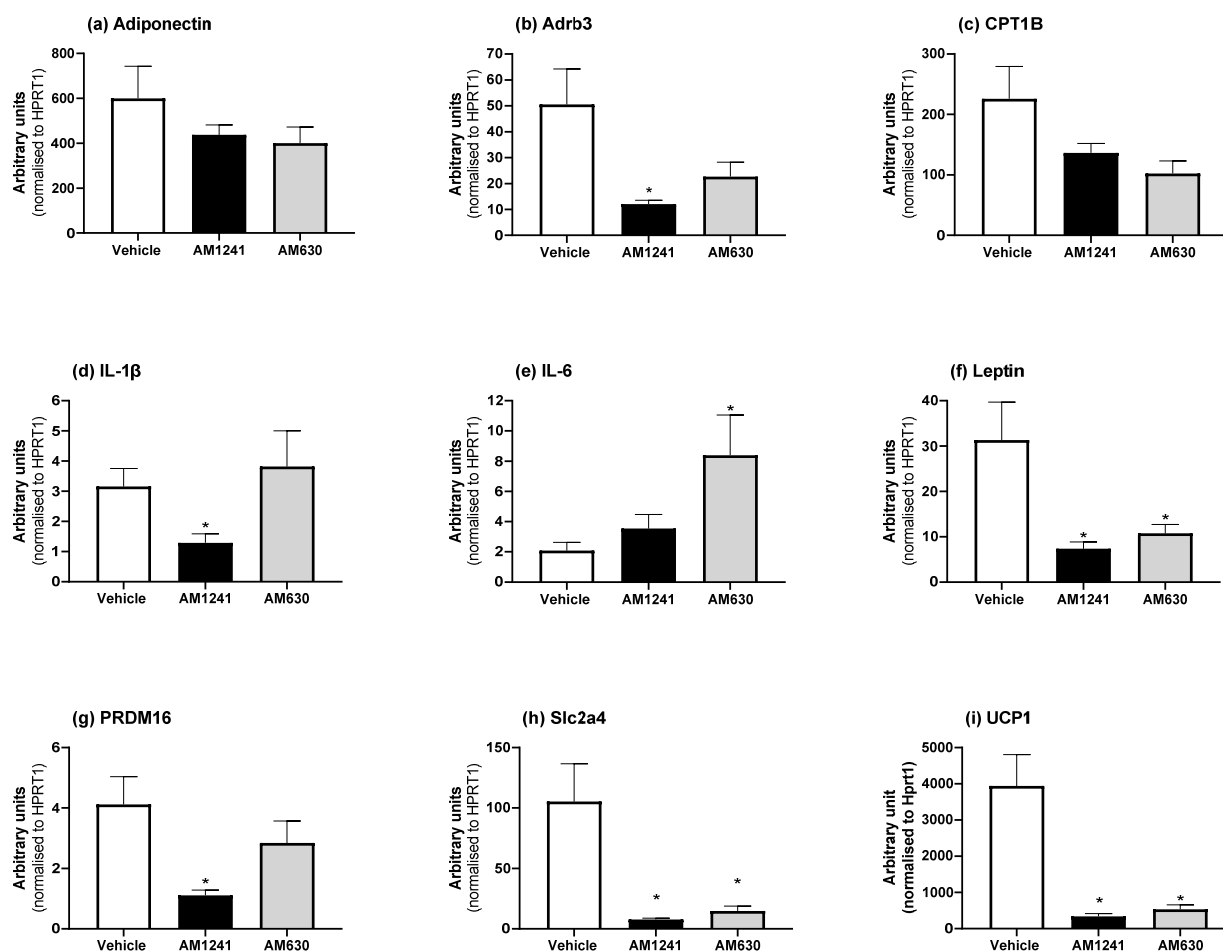 (a) Adiponectin
Arbitrary units
(normalised to HPRT1)
800
600
400
200
0
Vehicle AM1241 AM630
(b) Adrb3
Arbitrary units
(normalised to HPRT1)
70
60
50
40
30
20
10
0
*
Vehicle AM1241 AM630
(c) CPT1B
Arbitrary units
(normalised to HPRT1)
300
200
100
0
Vehicle AM1241 AM630
(d) IL-1β
Arbitrary units
(normalised to HPRT1)
6
5
4
3
2
1
0
*
Vehicle AM1241 AM630
(e) IL-6
Arbitrary units
(normalised to HPRT1)
12
10
8
6
4
2
0
*
Vehicle AM1241 AM630
(f) Leptin
Arbitrary units
(normalised to HPRT1)
40
30
20
10
0
* *
Vehicle AM1241 AM630
(g) PRDM16
Arbitrary units
(normalised to HPRT1)
6
4
2
0
*
Vehicle AM1241 AM630
(h) Slc2a4
Arbitrary units
(normalised to HPRT1)
150
100
50
0
* *
Vehicle AM1241 AM630
(i) UCP1
Arbitrary unit
(normalised to Hprt1)
5000
4000
3000
2000
1000
0
* *
Vehicle AM1241 AM630